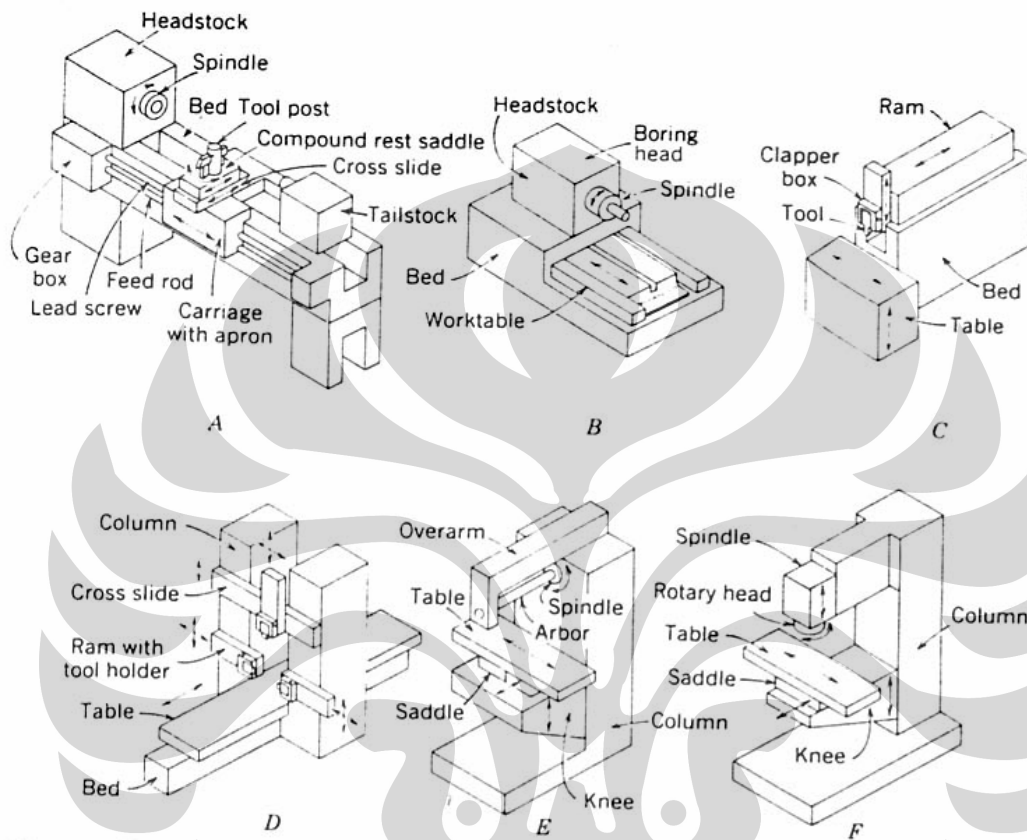 Headstock
Spindle
Bed Tool post
Compound rest saddle
Cross slide
Tailstock
Gear
box
Feed rod
Lead screw
Carriage
with apron
A
Headstock
Boring
head
Spindle
Bed
Worktable
B
Ram
Clapper
box
Tool
Bed
Table
C
Column
Cross slide
Ram with
tool holder
Table
Bed
D
Overarm
Table
Spindle
Arbor
Saddle
Column
Knee
E
Spindle
Rotary head
Table
Column
Saddle
Knee
F